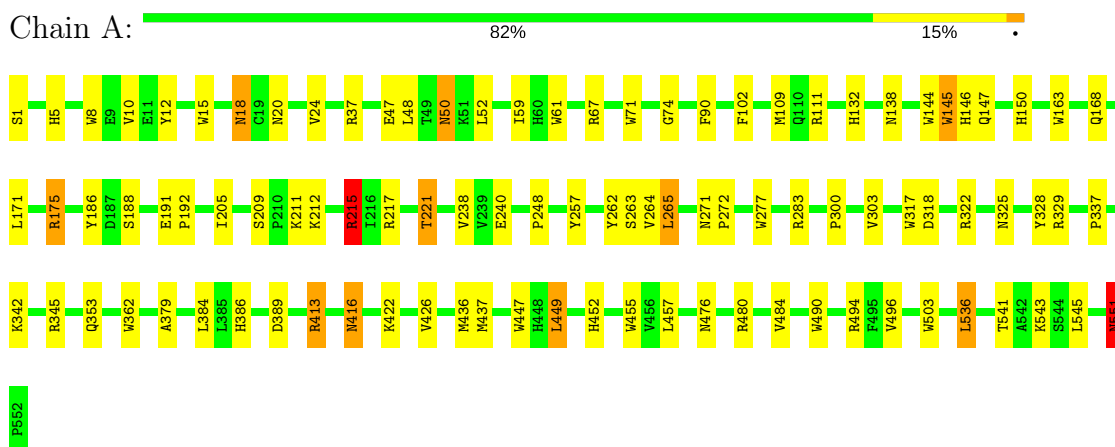 Chain A:
82% 15% •
S1 H5 W8 E9 V10 E11 Y12 W15 N18 C19 N20 V24 R37 E47 L48 T49 N50 K51 L52 I59 H60 W61 R67 W71 G74 F90 F102 M109 Q110 R111 H132 N138 W144 W145 H146 Q147 H150 W163 Q168
L171 R175 Y186 D187 S188 E191 P192 I205 S209 P210 K211 K212 R215 I216 R217 T221 V238 V239 E240 P248 Y257 Y262 S263 V264 L265 N271 P272 W277 R283 P300 V303 W317 D318 R322 N325 Y328 R329 P337
K342 R345 Q353 W362 A379 L384 L385 H386 D389 R413 N416 K422 V426 M436 M437 W447 H448 L449 H452 W455 V456 L457 N476 R480 V484 W490 R494 F495 V496 W503 L536 T541 A542 K543 S544 L545 N551
P552